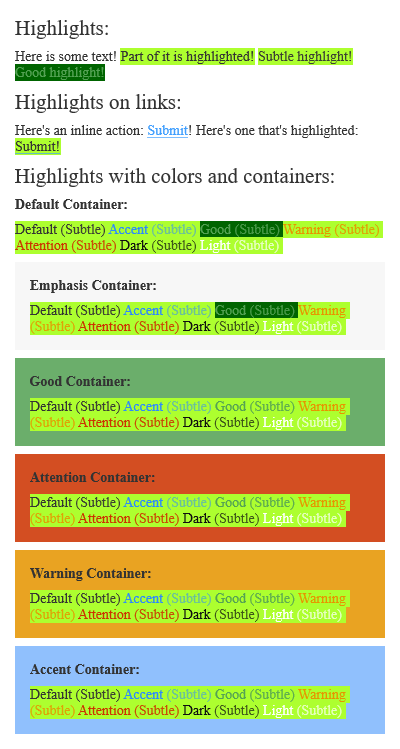 Highlights:
Here is some text! Part of it is highlighted! Subtle highlight!
Good highlight!
Highlights on links:
Here's an inline action: Submit! Here's one that's highlighted:
Submit!
Highlights with colors and containers:
Default Container:
Default (Subtle) Accent (Subtle) Good (Subtle) Warning (Subtle)
Attention (Subtle) Dark (Subtle) Light (Subtle)
Emphasis Container:
Default (Subtle) Accent (Subtle) Good (Subtle) Warning
(Subtle) Attention (Subtle) Dark (Subtle) Light (Subtle)
Good Container:
Default (Subtle) Accent (Subtle) Good (Subtle) Warning
(Subtle) Attention (Subtle) Dark (Subtle) Light (Subtle)
Attention Container:
Default (Subtle) Accent (Subtle) Good (Subtle) Warning
(Subtle) Attention (Subtle) Dark (Subtle) Light (Subtle)
Warning Container:
Default (Subtle) Accent (Subtle) Good (Subtle) Warning
(Subtle) Attention (Subtle) Dark (Subtle) Light (Subtle)
Accent Container:
Default (Subtle) Accent (Subtle) Good (Subtle) Warning
(Subtle) Attention (Subtle) Dark (Subtle) Light (Subtle)